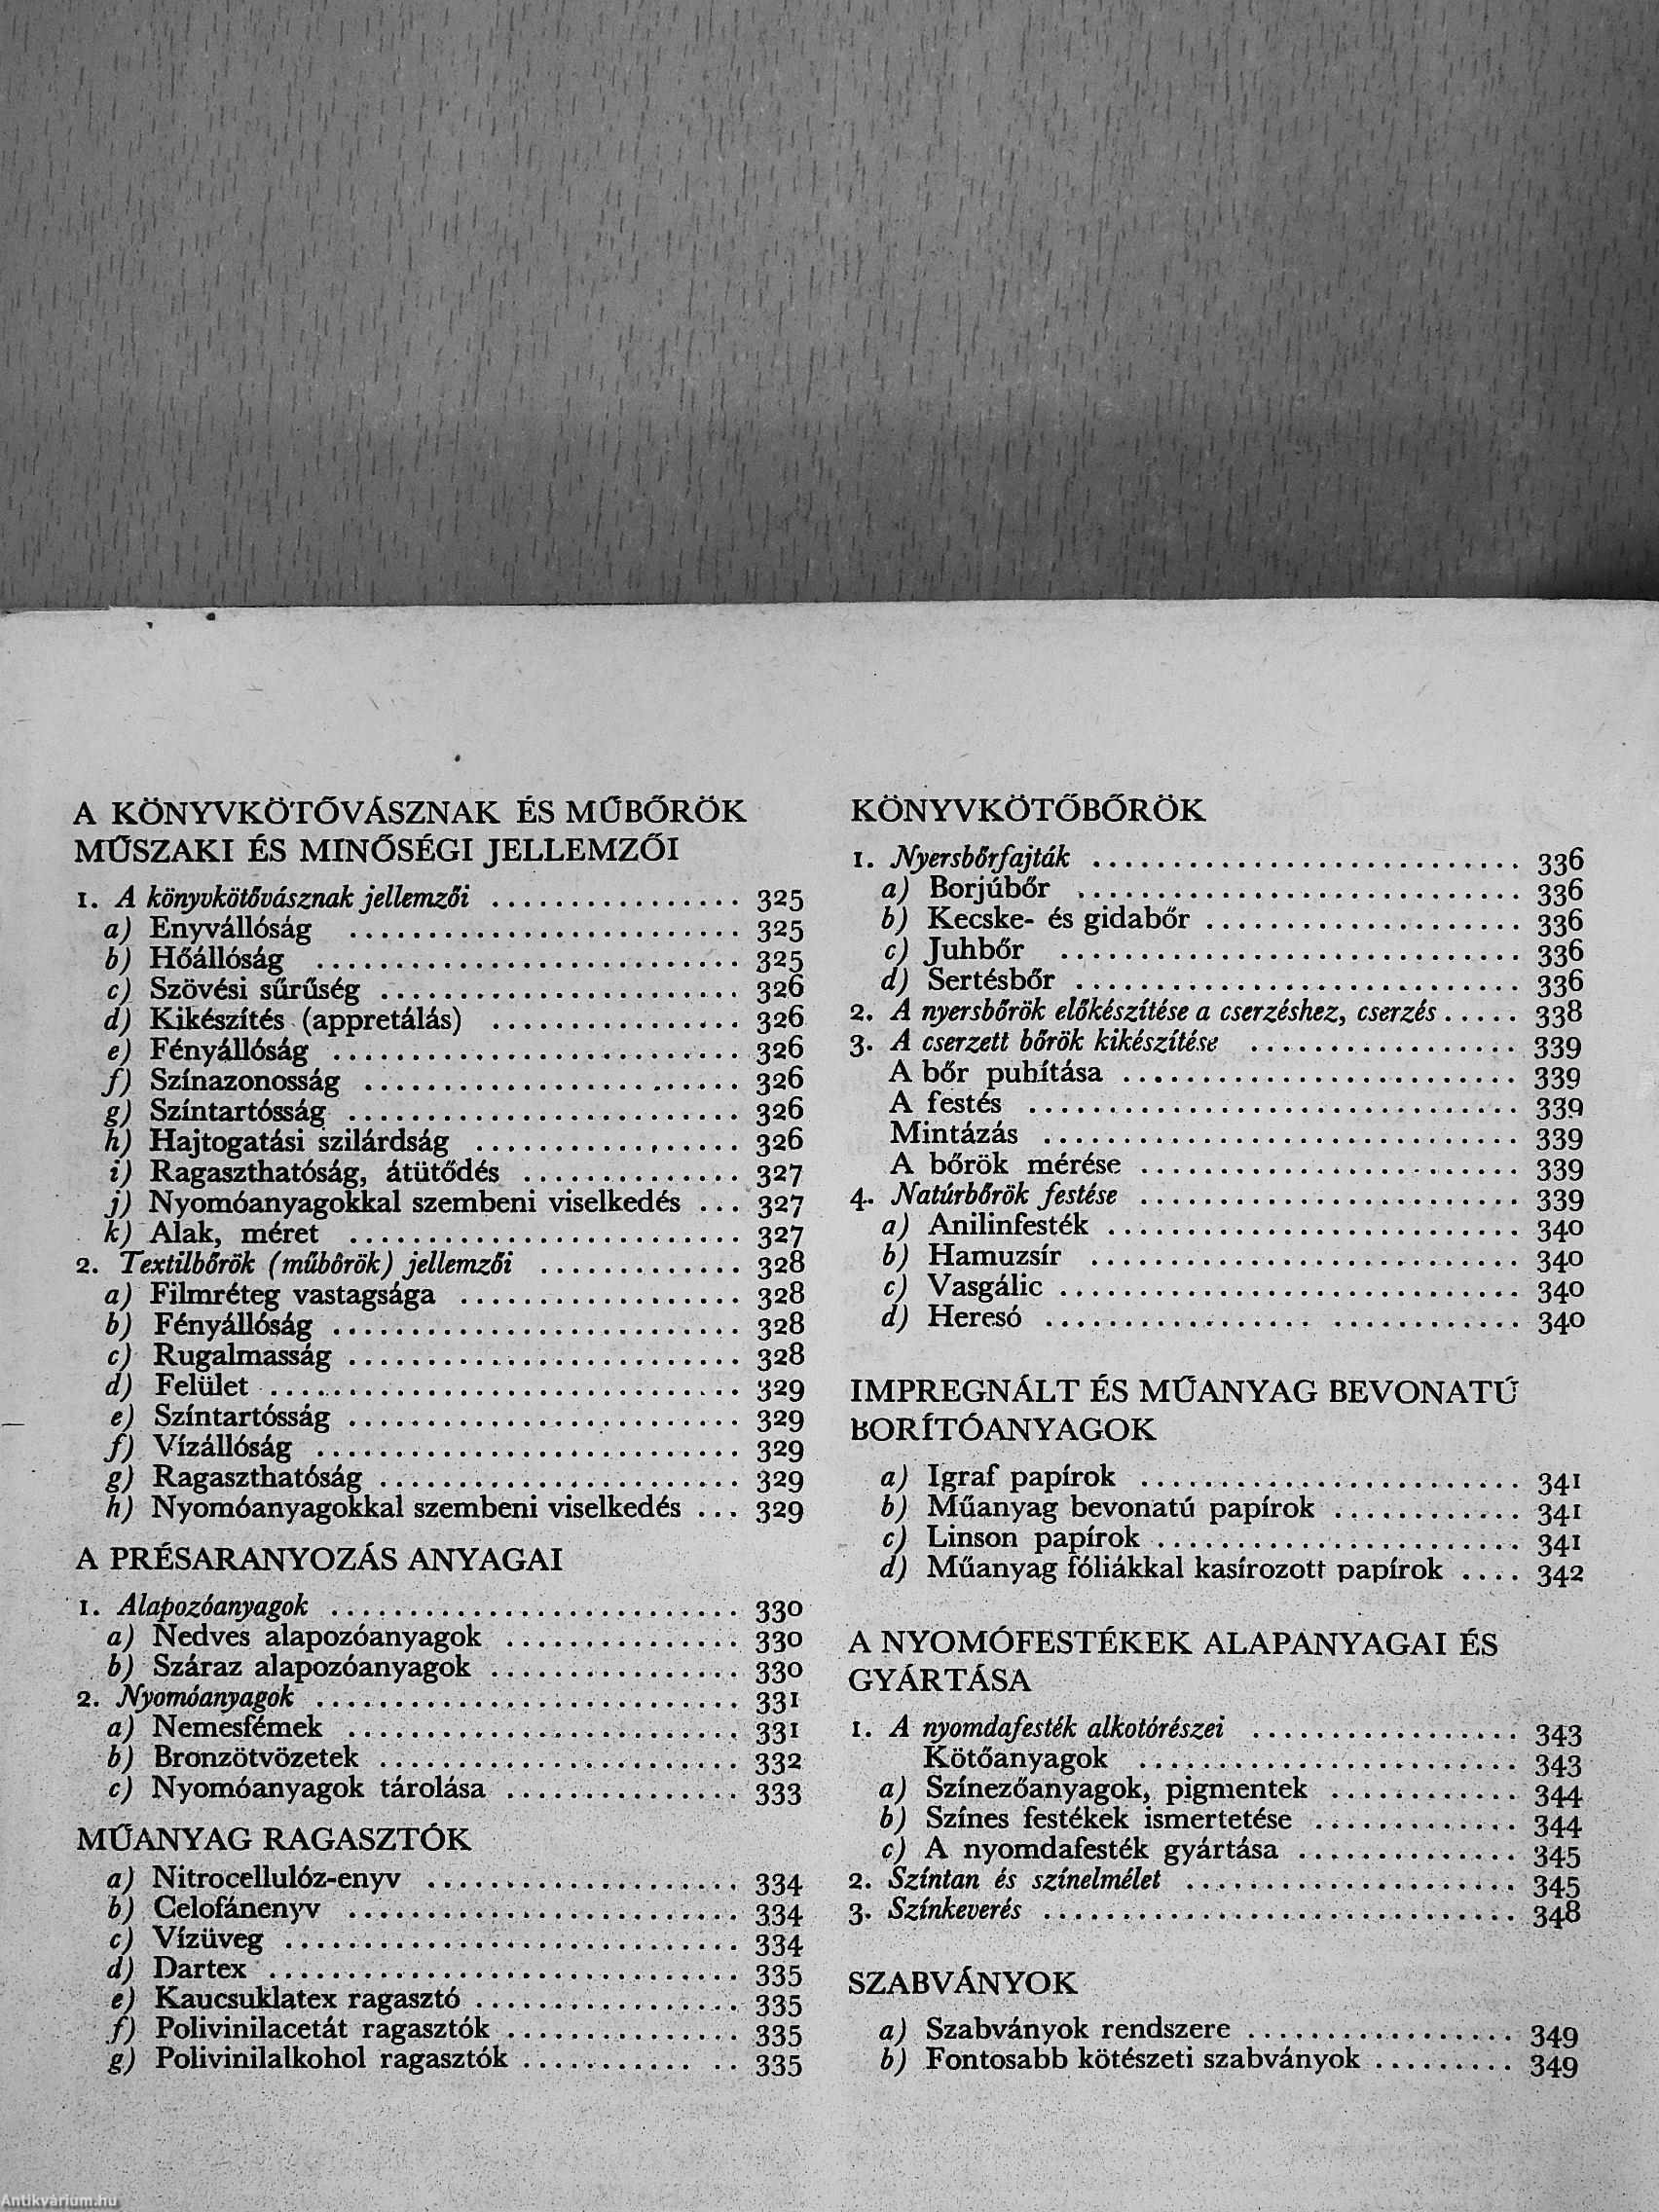 A KÖNYVKÖTŐVÁSZNAK ÉS MŰBŐRÖK
MŰSZAKI ÉS MINŐSÉGI JELLEMZŐI
1. A könyvkötővásznak jellemzői ................ 325
a) Enyvállóság ......................... 325
b) Hőállóság ........................... 325
c) Szövési sűrűség ....................... 326
d) Kikészítés (appretálás) ................ 326
e) Fényállóság .......................... 326
f) Színazonosság ........................ 326
g) Színtartósság ......................... 326
h) Hajtogatási szilárdság ................. 326
i) Ragaszthatóság, átütődés .............. 327
j) Nyomóanyagokkal szembeni viselkedés ... 327
k) Alak, méret ......................... 327
2. Textilbőrök (műbőrök) jellemzői ............. 328
a) Filmréteg vastagsága .................. 328
b) Fényállóság .......................... 328
c) Rugalmasság ......................... 328
d) Felület .............................. 329
e) Színtartósság ......................... 329
f) Vízállóság ........................... 329
g) Ragaszthatóság ....................... 329
h) Nyomóanyagokkal szembeni viselkedés ... 329
A PRÉSARANYOZÁS ANYAGAI
1. Alapozóanyagok .......................... 330
a) Nedves alapozóanyagok ............... 330
b) Száraz alapozóanyagok ................ 330
2. Nyomóanyagok ........................... 331
a) Nemesfémek ......................... 331
b) Bronzötvözetek ....................... 332
c) Nyomóanyagok tárolása ............... 333
MŰANYAG RAGASZTÓK
a) Nitrocellulóz-enyv .................... 334
b) Celofánenyv ......................... 334
c) Vízüveg ............................. 334
d) Dartex .............................. 335
e) Kaucsuklatex ragasztó ................. 335
f) Polivinilacetát ragasztók ............... 335
g) Polivinilalkohol ragasztók .............. 335
KÖNYVKÖTŐBŐRÖK
1. Nyersbőrfajták ........................... 336
a) Borjúbőr ............................ 336
b) Kecske- és gidabőr .................... 336
c) Juhbőr ............................. 336
d) Sertésbőr ............................ 336
2. A nyersbőrök előkészítése a cserzéshez, cserzés ..... 338
3. A cserzett bőrök kikészítése ................. 339
A bőr puhítása ......................... 339
A festés ............................... 339
Mintázás .............................. 339
A bőrök mérése ........................ 339
4. Natúrbőrök festése ........................ 339
a) Anilinfesték .......................... 340
b) Hamuzsír ........................... 340
c) Vasgálic ............................. 340
d) Heresó .............................. 340
IMPREGNÁLT ÉS MŰANYAG BEVONATÚ
BORÍTÓANYAGOK
a) Igraf papírok ........................ 341
b) Műanyag bevonatú papírok ............ 341
c) Linson papírok ....................... 341
d) Műanyag fóliákkal kasírozott papírok .... 342
A NYOMÓFESTÉKEK ALAPANYAGAI ÉS
GYÁRTÁSA
1. A nyomdafesték alkotórészei ................. 343
Kötőanyagok ........................ 343
a) Színezőanyagok, pigmentek ............ 344
b) Színes festékek ismertetése ............. 344
c) A nyomdafesték gyártása .............. 345
2. Színtan és színelmélet ..................... 345
3. Színkeverés .............................. 348
SZABVÁNYOK
a) Szabványok rendszere ................. 349
b) Fontosabb kötészeti szabványok ......... 349
Antikvárium.hu